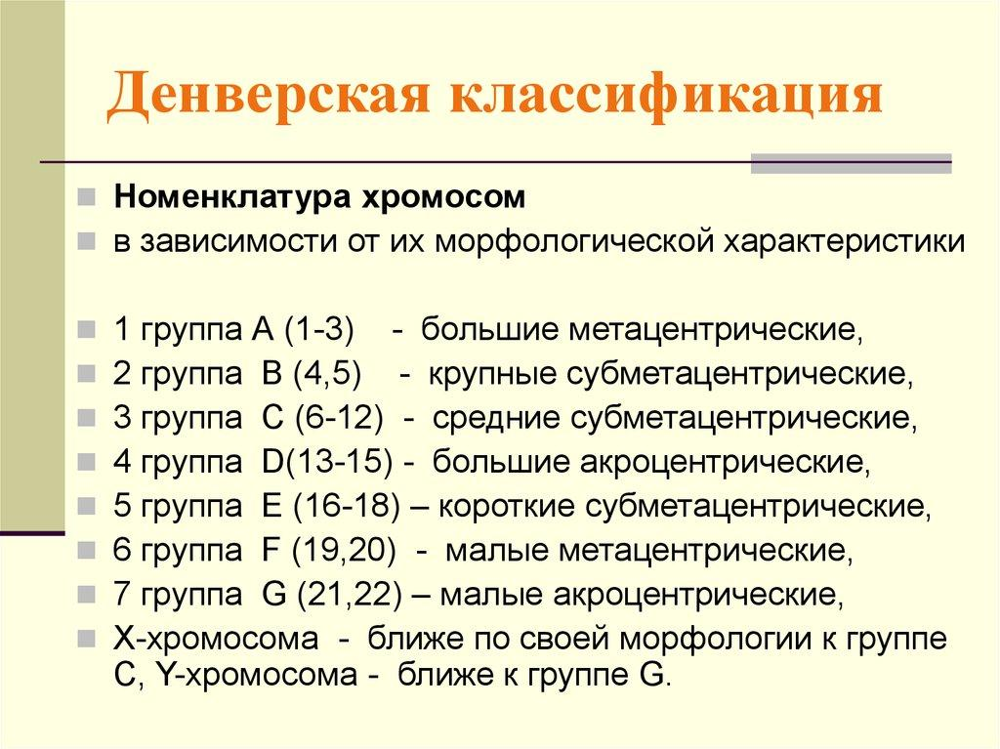 Денверская классификация
Номенклатура хромосом
в зависимости от их морфологической характеристики
1 группа А (1-3) - большие метацентрические,
2 группа В (4,5) - крупные субметацентрические,
3 группа С (6-12) - средние субметацентрические,
4 группа D(13-15) - большие акроцентрические,
5 группа Е (16-18) – короткие субметацентрические,
6 группа F (19,20) - малые метацентрические,
7 группа G (21,22) – малые акроцентрические,
Х-хромосома - ближе по своей морфологии к группе
С, Y-хромосома - ближе к группе G.